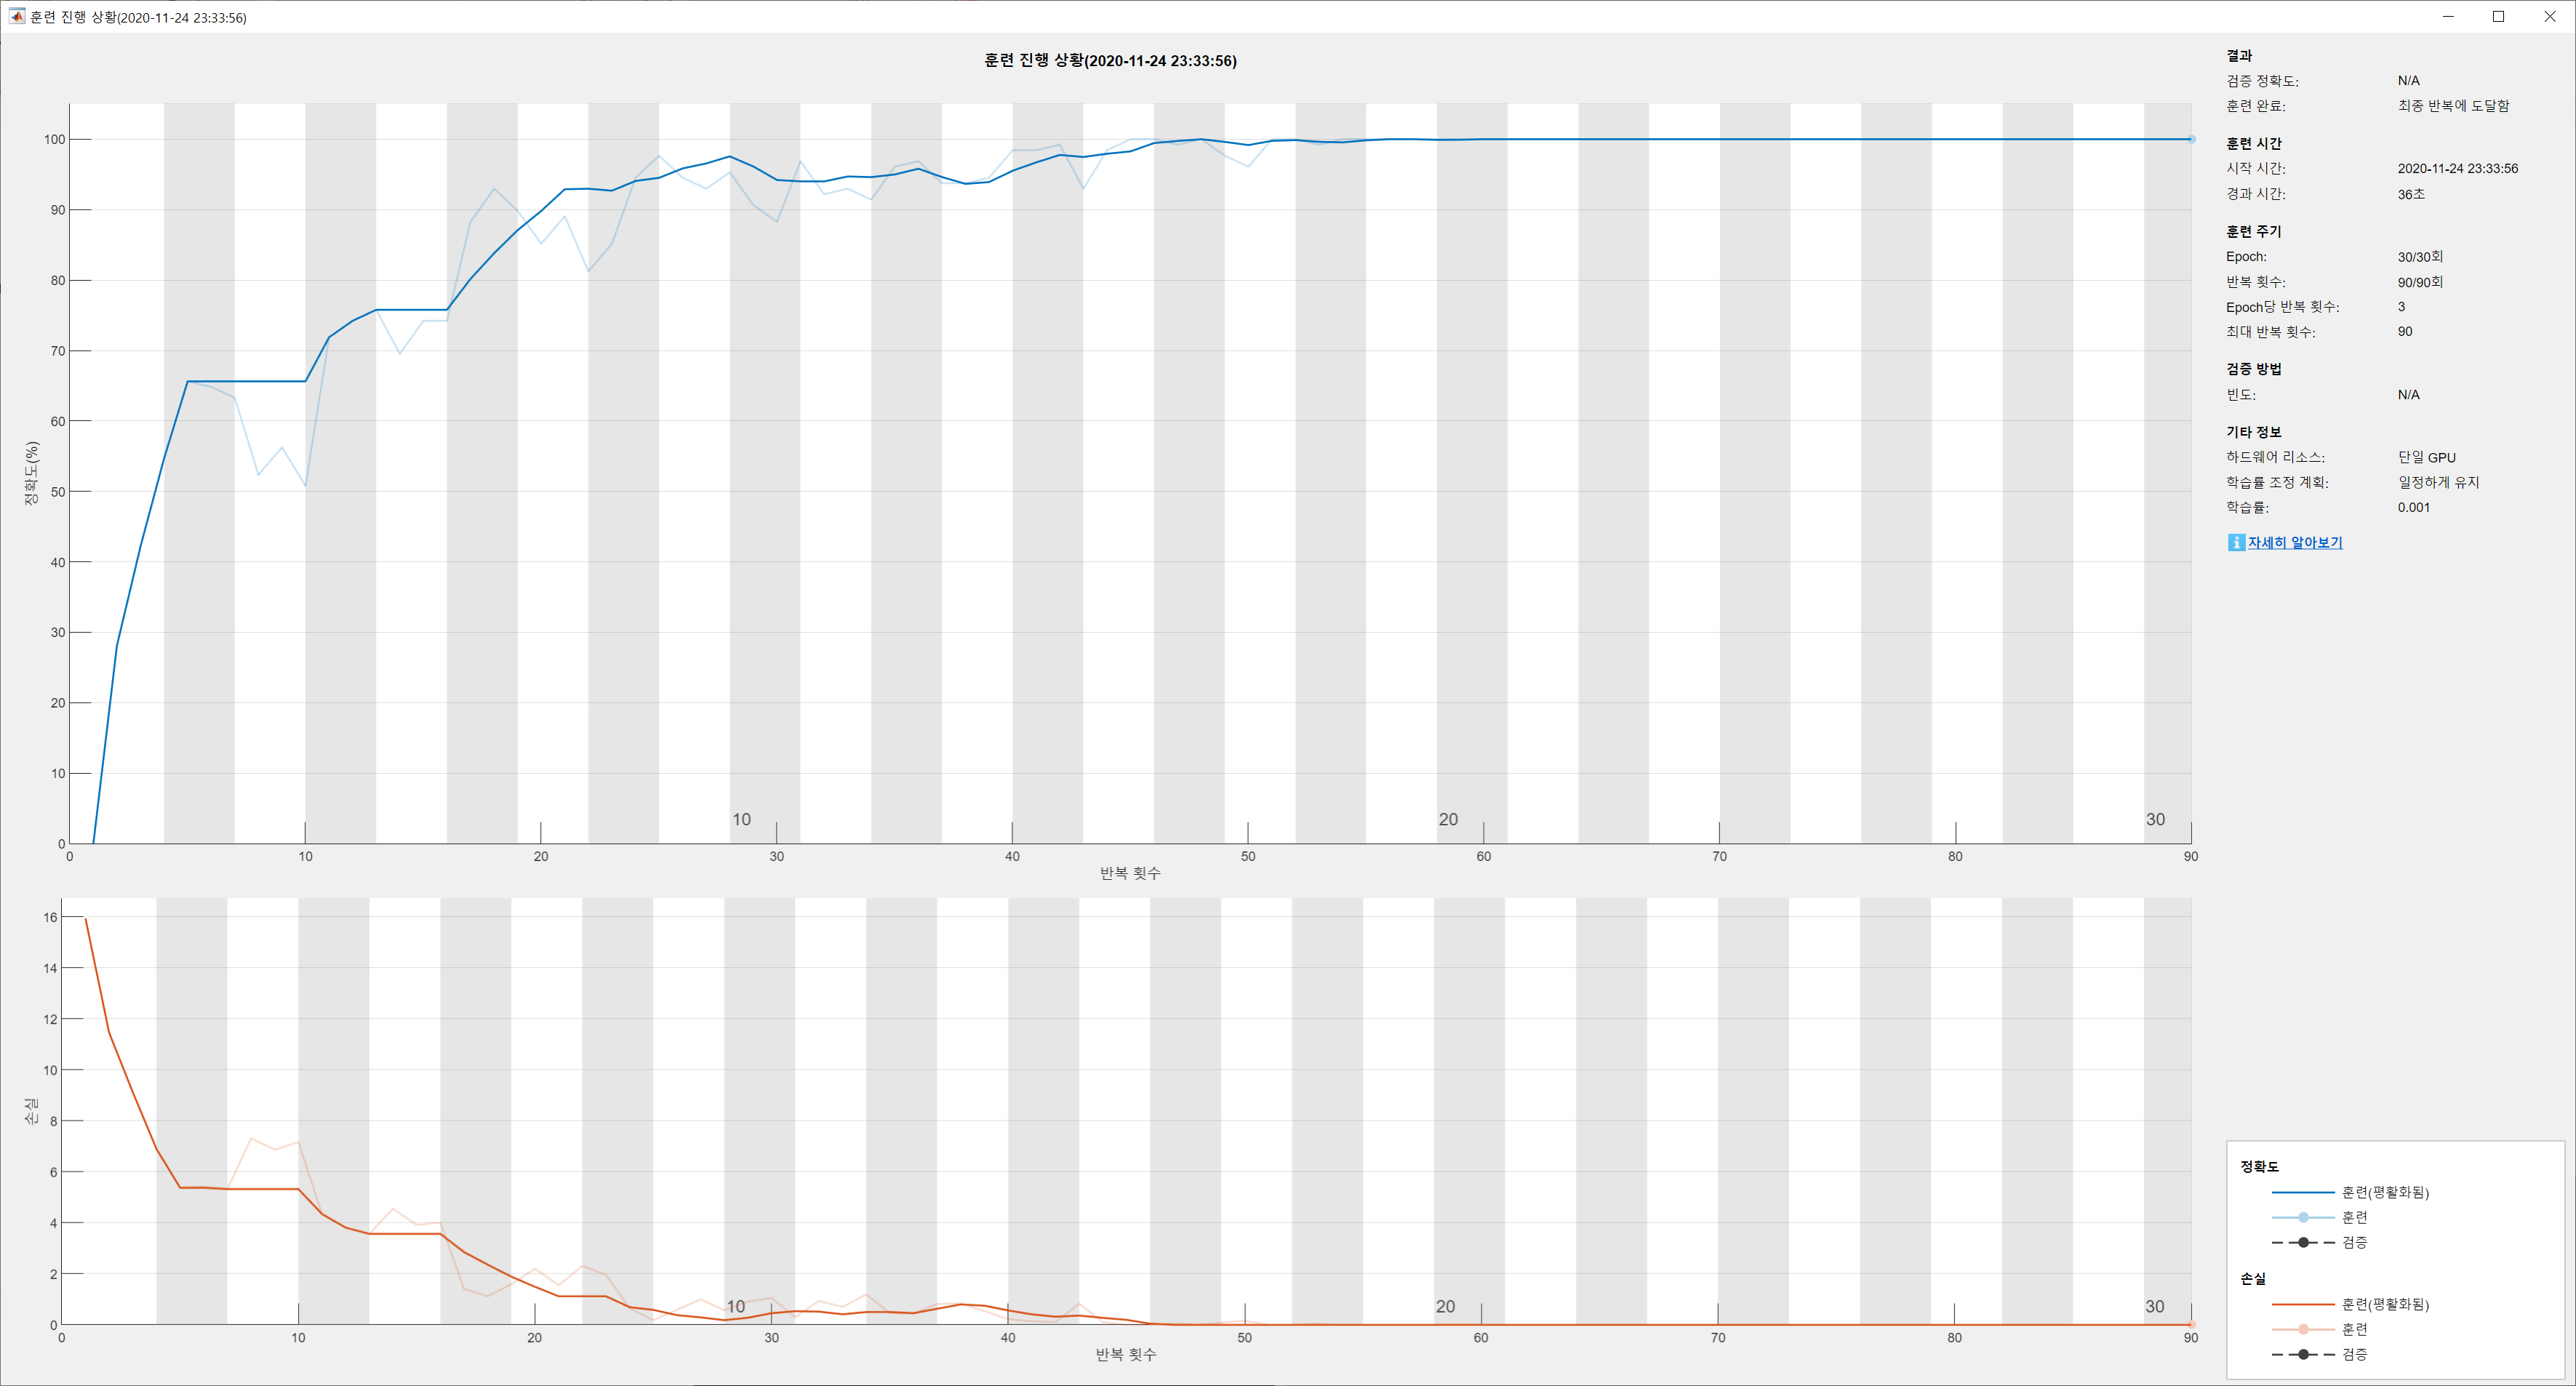 훈련 진행 상황(2020-11-24 23:33:56)
훈련 진행 상황(2020-11-24 23:33:56)
정확도(%)
100
90
80
70
60
50
40
30
20
10
0
10
20
30
0 10 20 30 40 50 60 70 80 90
반복 횟수
손실
16
14
12
10
8
6
4
2
0
10
20
30
0 10 20 30 40 50 60 70 80 90
반복 횟수
결과
검증 정확도: N/A
훈련 완료: 최종 반복에 도달함
훈련 시간
시작 시간: 2020-11-24 23:33:56
경과 시간: 36초
훈련 주기
Epoch: 30/30회
반복 횟수: 90/90회
Epoch당 반복 횟수: 3
최대 반복 횟수: 90
검증 방법
빈도: N/A
기타 정보
하드웨어 리소스: 단일 GPU
학습률 조정 계획: 일정하게 유지
학습률: 0.001
자세히 알아보기
정확도
훈련(평활화됨)
훈련
검증
손실
훈련(평활화됨)
훈련
검증